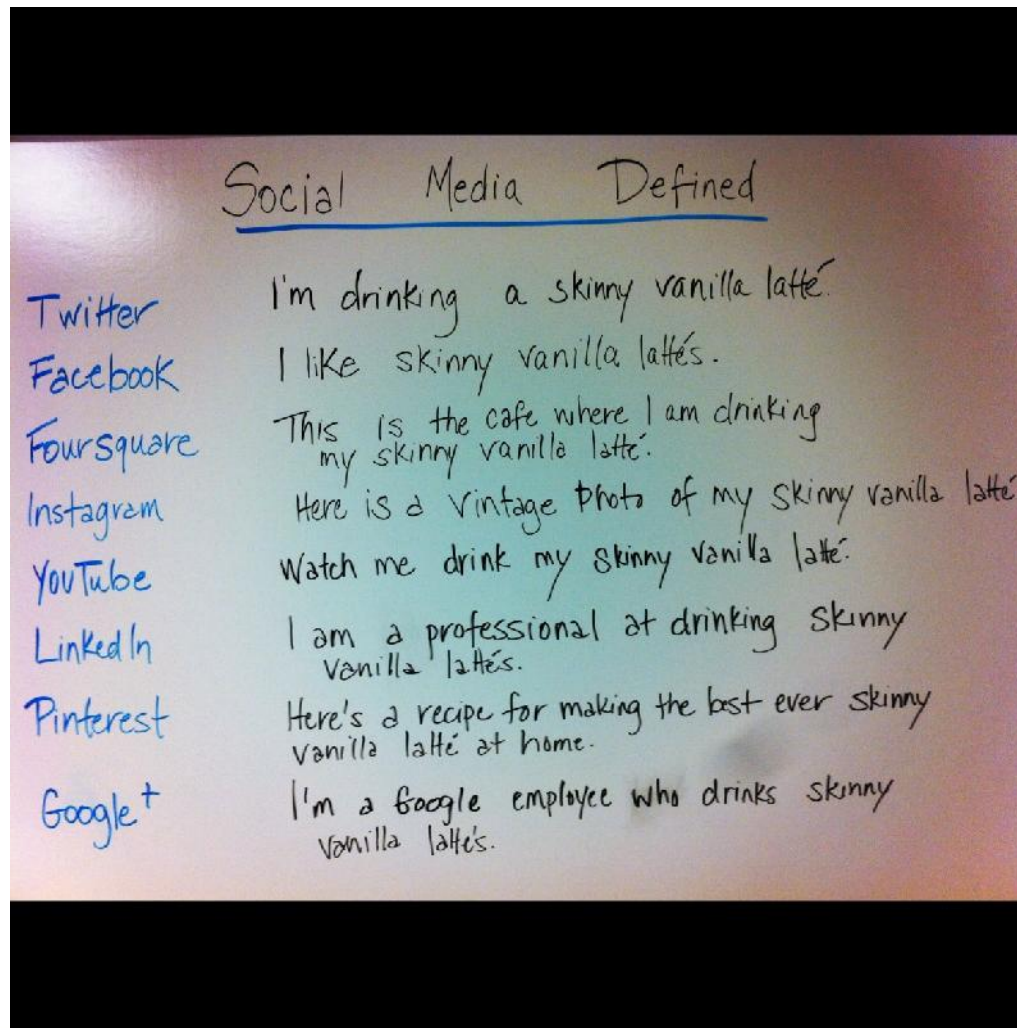 Social Media Defined
Twitter I'm drinking a skinny vanilla latté.
Facebook I like skinny vanilla lattés.
Foursquare This is the cafe where I am drinking
my skinny vanilla latté.
Instagram Here is a vintage photo of my skinny vanilla latté
YouTube Watch me drink my skinny vanilla latté.
LinkedIn I am a professional at drinking skinny
vanilla lattés.
Pinterest Here's a recipe for making the best ever skinny
vanilla latté at home.
Google+ I'm a Google employee who drinks skinny
vanilla lattés.